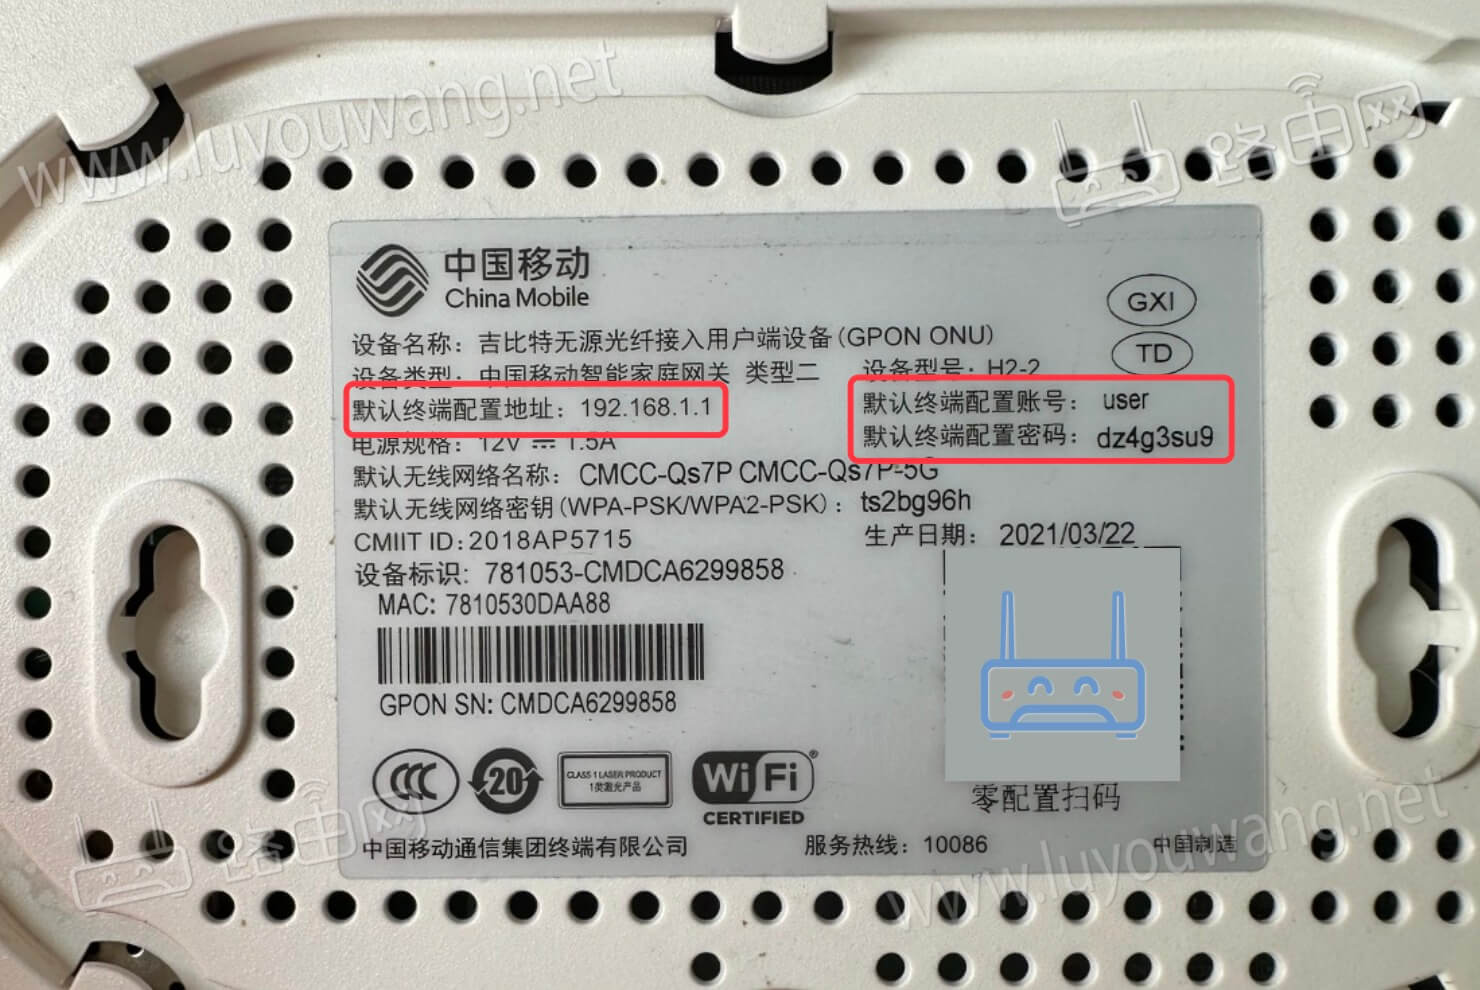 www.luyouwang.net
路由网
中国移动
China Mobile
GXI
设备名称：吉比特无源光纤接入用户端设备(GPON ONU)
TD
设备类型：中国移动智能家庭网关 类型二 设备型号：H2-2
默认终端配置地址：192.168.1.1 默认终端配置账号：user
电源规格：12V ⎓ 1.5A 默认终端配置密码：dz4g3su9
默认无线网络名称：CMCC-Qs7P CMCC-Qs7P-5G
默认无线网络密钥(WPA-PSK/WPA2-PSK)：ts2bg96h
CMIIT ID:2018AP5715 生产日期：2021/03/22
设备标识：781053-CMDCA6299858
MAC: 7810530DAA88
GPON SN: CMDCA6299858
CCC
20
CLASS 1 LASER PRODUCT
1类激光产品
Wi Fi®
CERTIFIED
零配置扫码
中国移动通信集团终端有限公司 服务热线：10086 中国制造
路由网
www.luyouwang.net